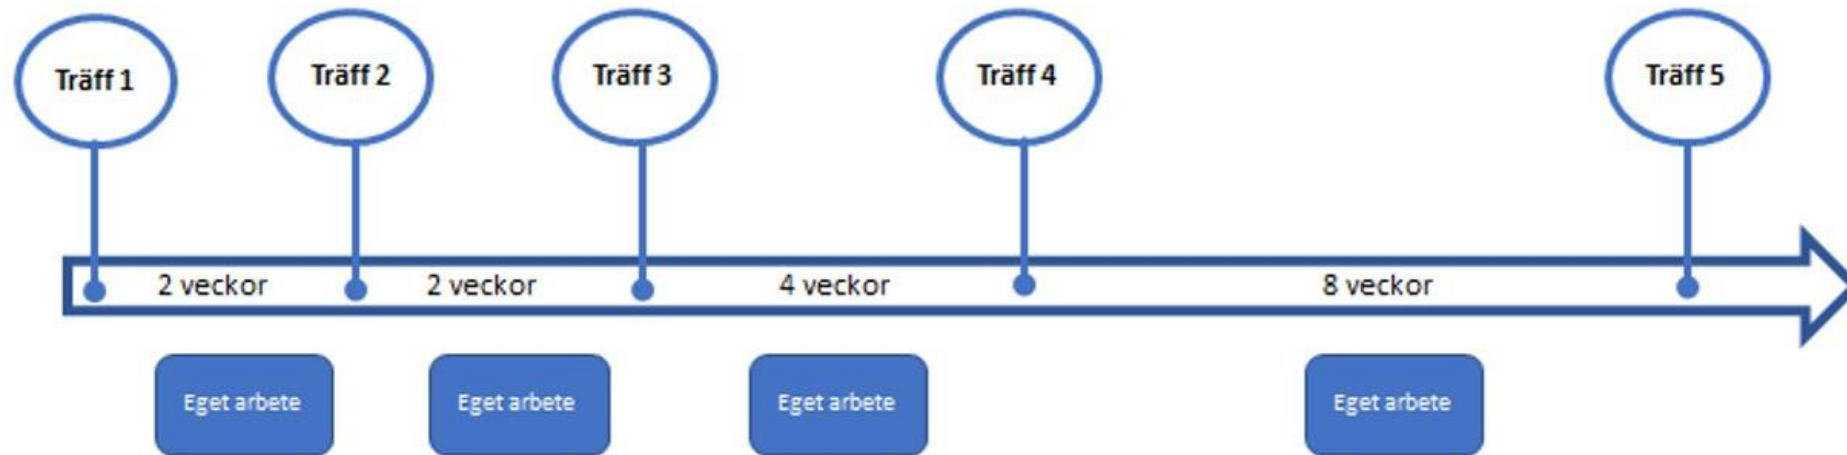 Träff 1
Träff 2
Träff 3
Träff 4
Träff 5
2 veckor
2 veckor
4 veckor
8 veckor
Eget arbete
Eget arbete
Eget arbete
Eget arbete